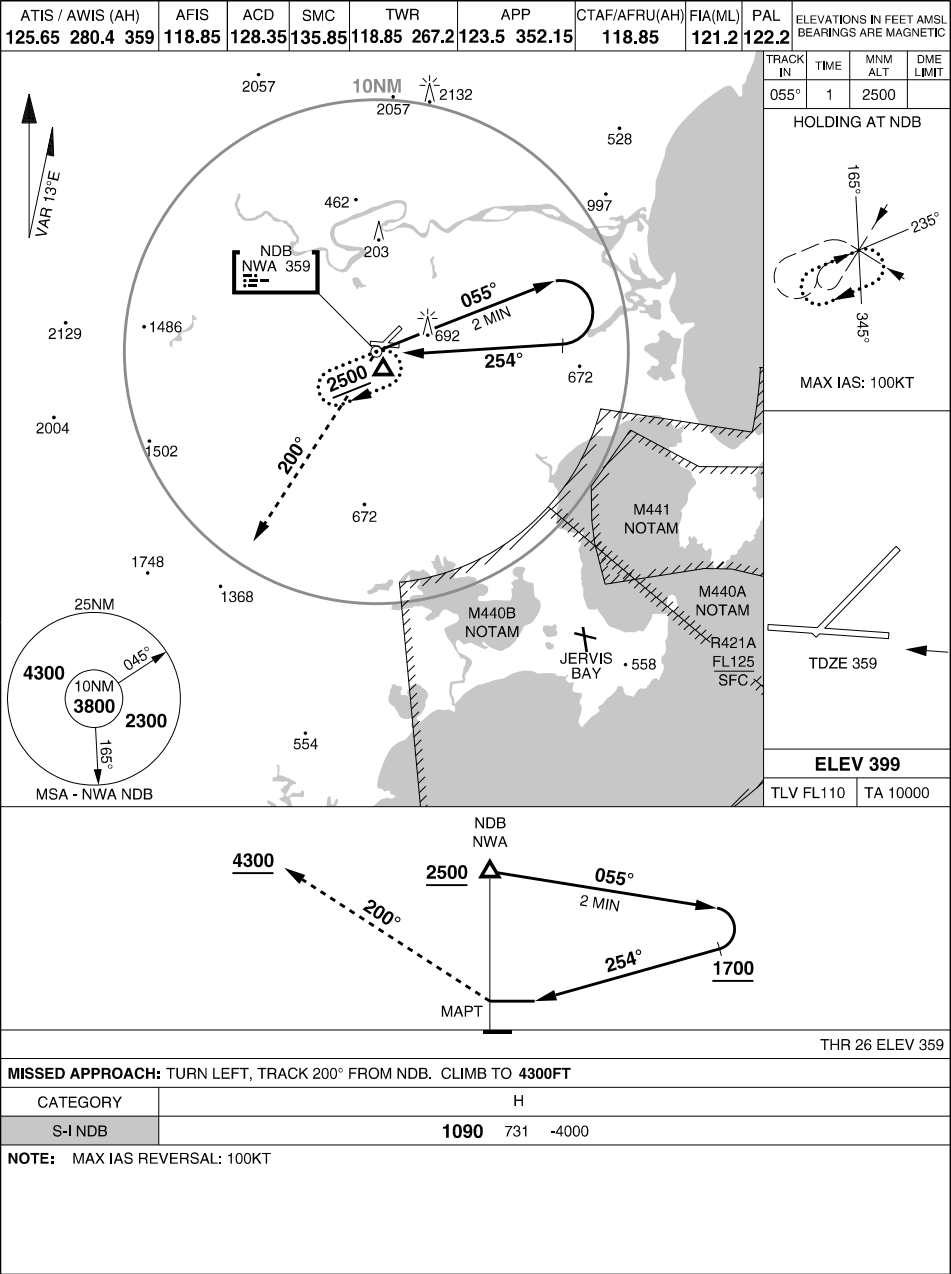 ATIS / AWIS (AH) AFIS ACD SMC TWR APP CTAF/AFRU(AH) FIA(ML) PAL
125.65 280.4 359 118.85 128.35 135.85 118.85 267.2 123.5 352.15 118.85 121.2 122.2
ELEVATIONS IN FEET AMSL
BEARINGS ARE MAGNETIC
TRACK IN TIME MNM ALT DME LIMIT
055° 1 2500
HOLDING AT NDB
165°
235°
345°
MAX IAS: 100KT
VAR 13°E
2057
10NM
2057
2132
528
462
997
203
NDB
NWA 359
055°
2 MIN
692
254°
2129
1486
672
2500
2004
1502
200°
672
M441
NOTAM
1748
1368
M440A
NOTAM
M440B
NOTAM
R421A
FL125
SFC
JERVIS
BAY
558
554
25NM
4300
045°
10NM
3800
2300
165°
MSA - NWA NDB
TDZE 359
ELEV 399
TLV FL110 TA 10000
NDB
NWA
4300
2500
055°
2 MIN
200°
254°
1700
MAPT
THR 26 ELEV 359
MISSED APPROACH: TURN LEFT, TRACK 200° FROM NDB. CLIMB TO 4300FT
CATEGORY H
S-I NDB 1090 731 -4000
NOTE: MAX IAS REVERSAL: 100KT